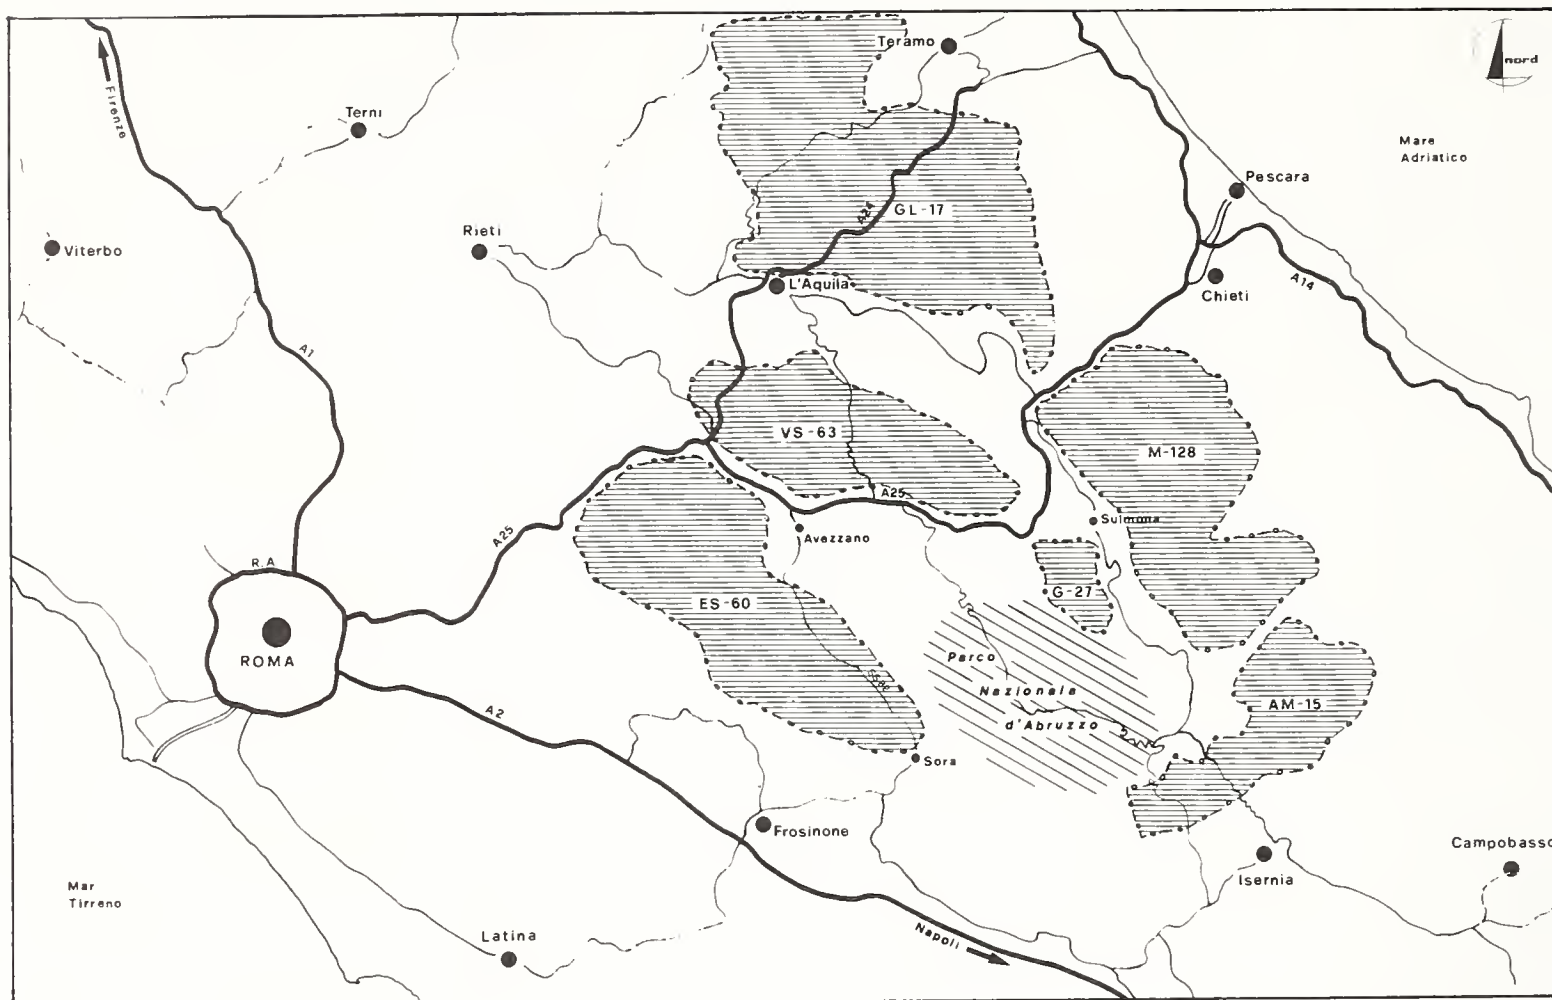 Teramo
nord
Firenze
Terni
Mare
Adriatico
Pescara
GL-17
A24
Rieti
Viterbo
L'Aquila
Chieti
A14
A1
VS-63
M-128
A25
Sulmona
A25
Avezzano
R.A
G-27
ES-60
ROMA
Parco
SS82
Nazionale
AM-15
A2
d'Abruzzo
5
Sora
Frosinone
Campobasso
Isernia
Mar
Tirreno
Latina
Napoli